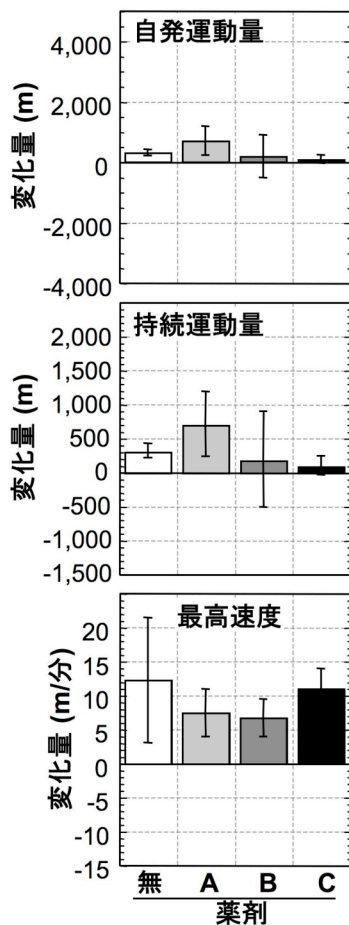 自発運動量
変化量 (m)
4,000
2,000
0
-2,000
-4,000
持続運動量
変化量 (m)
2,000
1,500
1,000
500
0
-500
-1,000
-1,500
最高速度
変化量 (m/分)
20
15
10
5
0
-5
-10
-15
無 A B C
薬剤